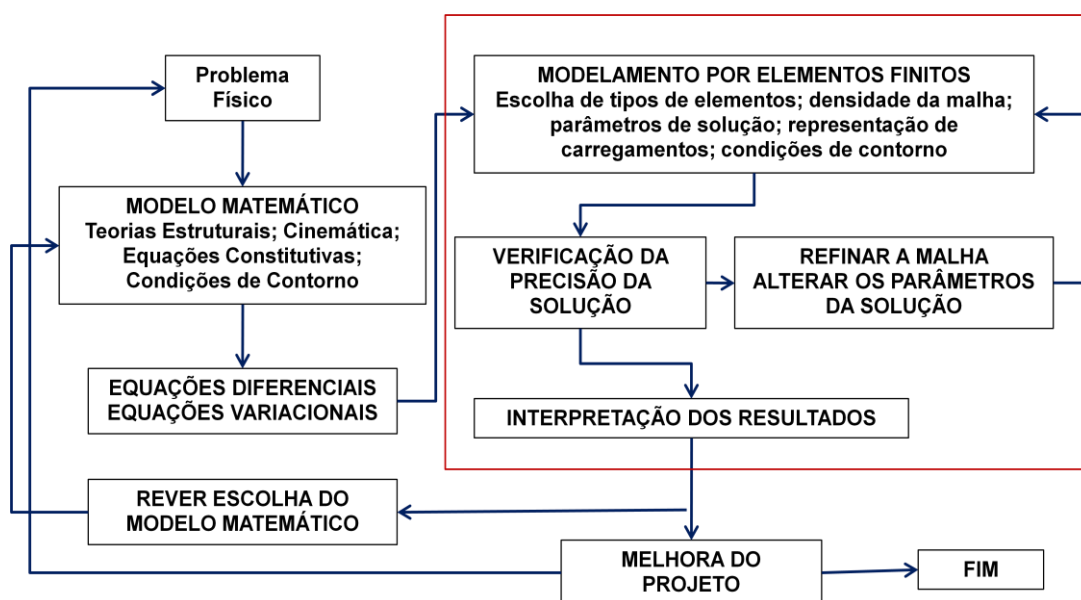 Problema
Físico
MODELO MATEMÁTICO
Teorias Estruturais; Cinemática;
Equações Constitutivas;
Condições de Contorno
EQUAÇÕES DIFERENCIAIS
EQUAÇÕES VARIACIONAIS
MODELAMENTO POR ELEMENTOS FINITOS
Escolha de tipos de elementos; densidade da malha;
parâmetros de solução; representação de
carregamentos; condições de contorno
VERIFICAÇÃO DA
PRECISÃO DA
SOLUÇÃO
REFINAR A MALHA
ALTERAR OS PARÂMETROS
DA SOLUÇÃO
INTERPRETAÇÃO DOS RESULTADOS
REVER ESCOLHA DO
MODELO MATEMÁTICO
MELHORA DO
PROJETO
FIM